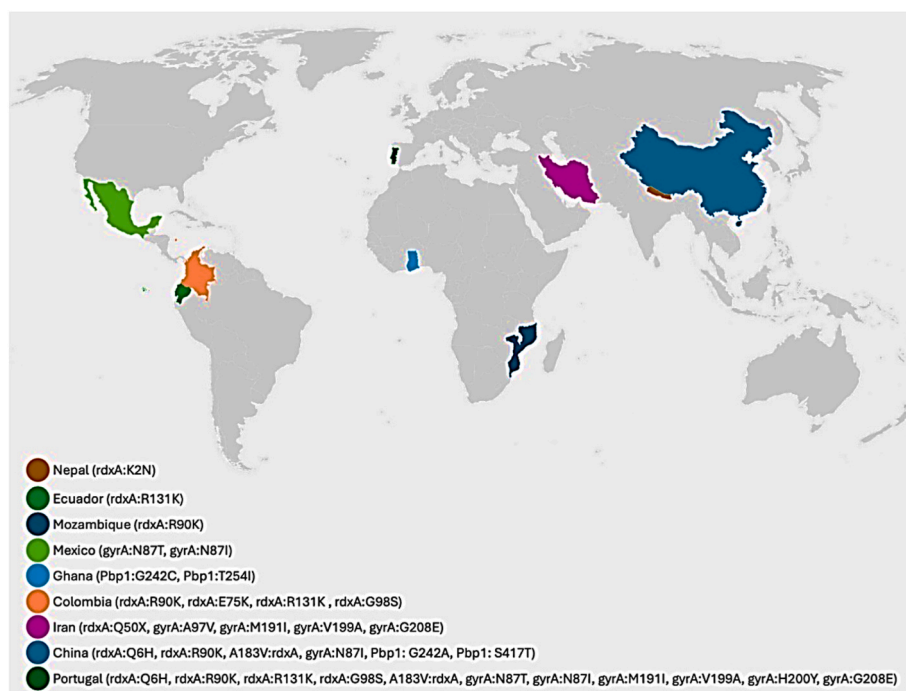 Nepal (rdxA:K2N)
Ecuador (rdxA:R131K)
Mozambique (rdxA:R90K)
Mexico (gyrA:N87T, gyrA:N87I)
Ghana (Pbp1:G242C, Pbp1:T254I)
Colombia (rdxA:R90K, rdxA:E75K, rdxA:R131K , rdxA:G98S)
Iran (rdxA:Q50X, gyrA:A97V, gyrA:M191I, gyrA:V199A, gyrA:G208E)
China (rdxA:Q6H, rdxA:R90K, A183V:rdxA, gyrA:N87I, Pbp1: G242A, Pbp1: S417T)
Portugal (rdxA:Q6H, rdxA:R90K, rdxA:R131K, rdxA:G98S, A183V:rdxA, gyrA:N87T, gyrA:N87I, gyrA:M191I, gyrA:V199A, gyrA:H200Y, gyrA:G208E)